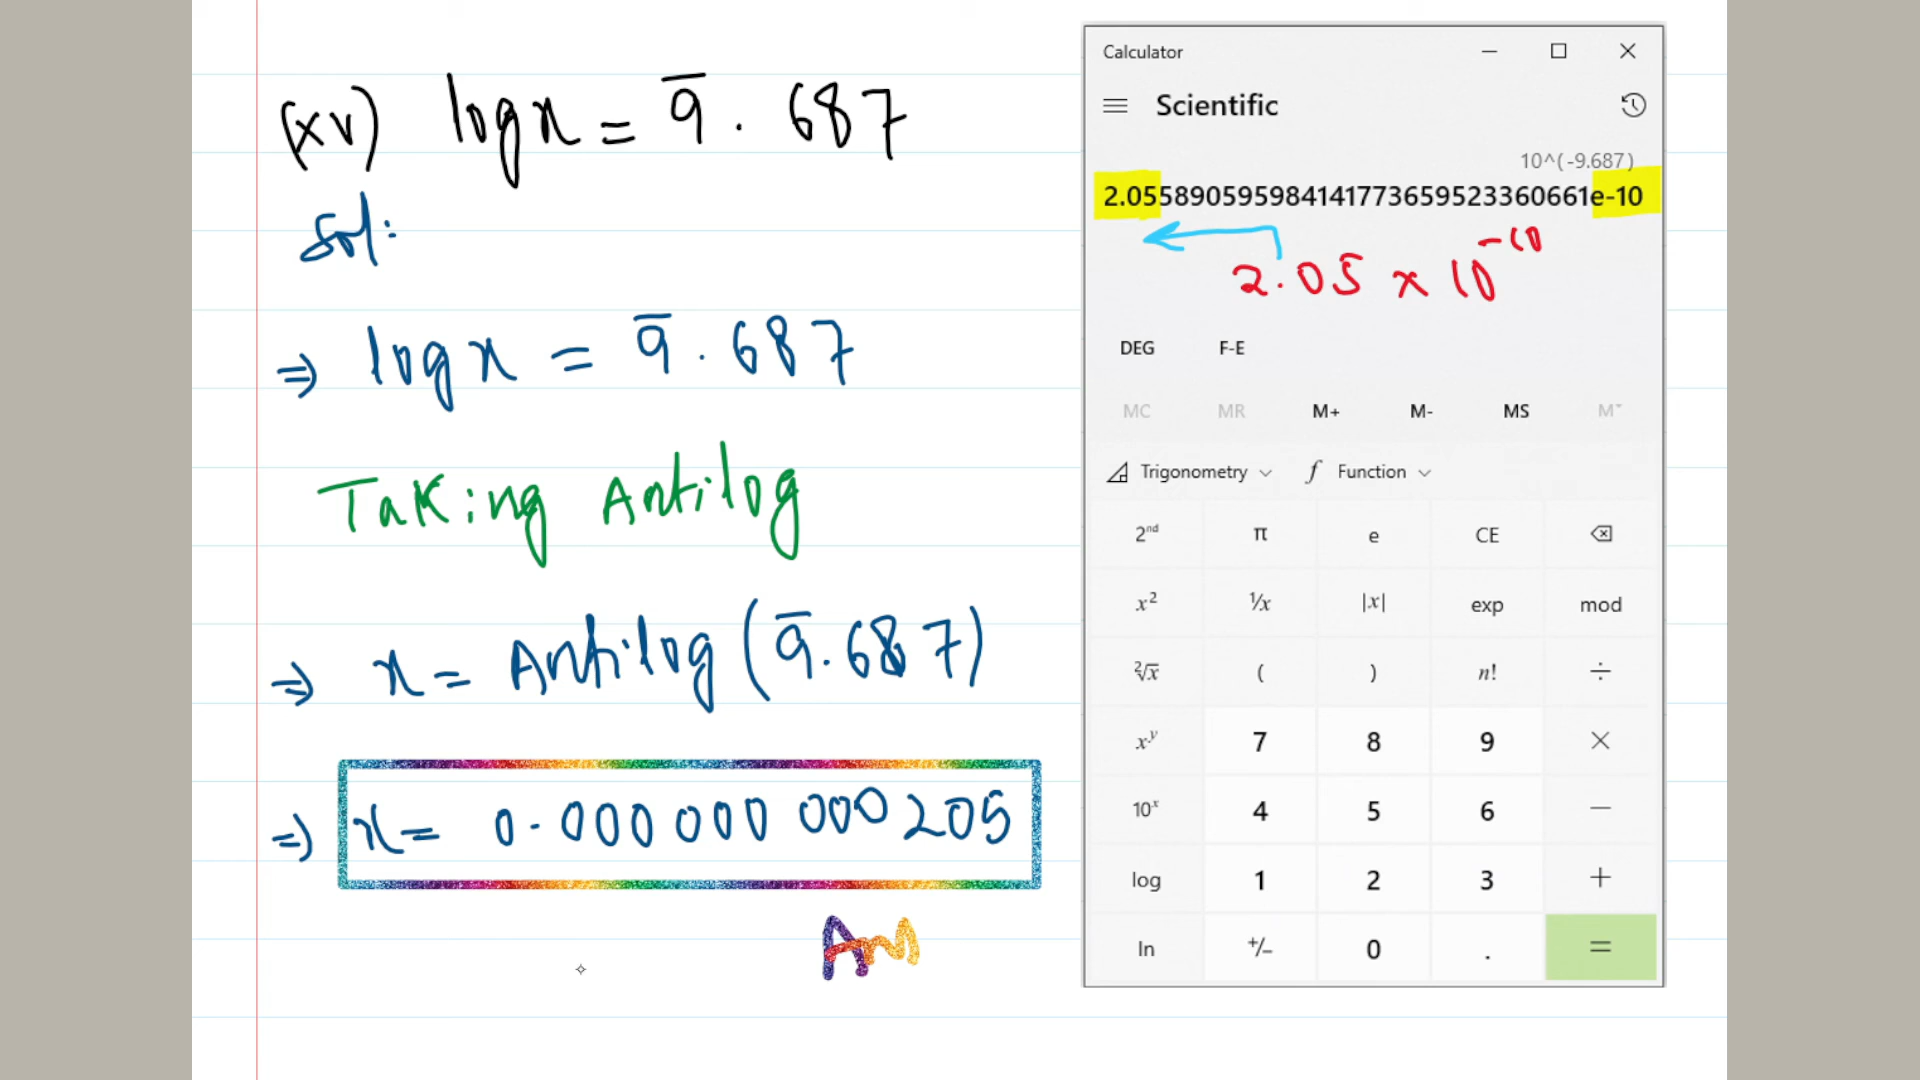 (xv) log x = 9̅.687
Sol:
⇒ log x = 9̅.687
Taking Antilog
⇒ x = Antilog (9̅.687)
⇒ x = 0.000 000 000 205
Ans
Calculator
Scientific
10^(-9.687)
2.0558905959841417736595233606​61e-10
2.05 x 10⁻¹⁰
DEG F-E
MC MR M+ M- MS M˅
Trigonometry f Function
2ⁿᵈ π e CE
x² ¹/x |x| exp mod
²√x ( ) n! ÷
xʸ 7 8 9 ×
10ˣ 4 5 6 −
log 1 2 3 +
ln +/− 0 . =